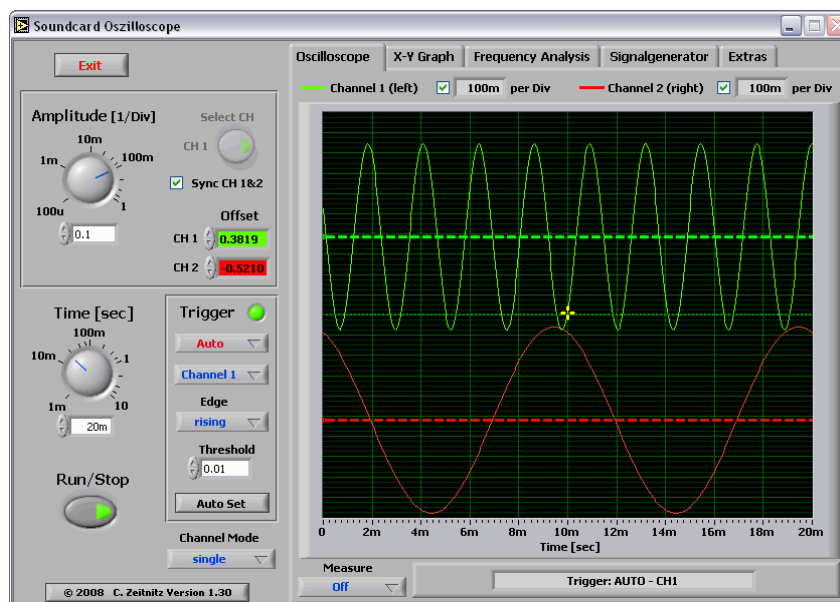 Soundcard Oszilloscope
Exit
Amplitude [1/Div]
Select CH
10m
1m
100m
100u
1
CH 1
Sync CH 1&2
0.1
Offset
CH 1 0.3819
CH 2 -0.5210
Time [sec]
100m
10m
1
1m
10
20m
Run/Stop
Trigger
Auto
Channel 1
Edge
rising
Threshold
0.01
Auto Set
Channel Mode
single
© 2008 C. Zeitnitz Version 1.30
Oscilloscope X-Y Graph Frequency Analysis Signalgenerator Extras
Channel 1 (left) 100m per Div Channel 2 (right) 100m per Div
0 2m 4m 6m 8m 10m 12m 14m 16m 18m 20m
Time [sec]
Measure
Off
Trigger: AUTO - CH1